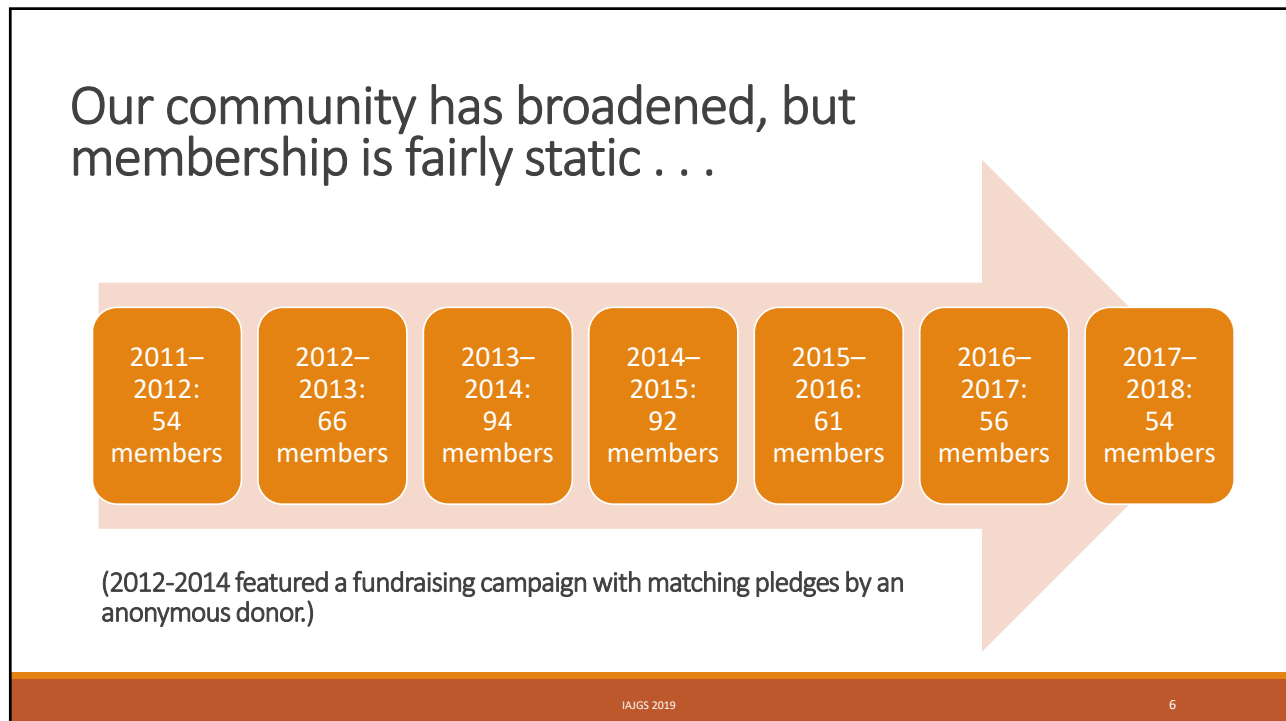 Our community has broadened, but
membership is fairly static . . .
2011–
2012:
54
members
2012–
2013:
66
members
2013–
2014:
94
members
2014–
2015:
92
members
2015–
2016:
61
members
2016–
2017:
56
members
2017–
2018:
54
members
(2012-2014 featured a fundraising campaign with matching pledges by an
anonymous donor.)
IAJGS 2019
6